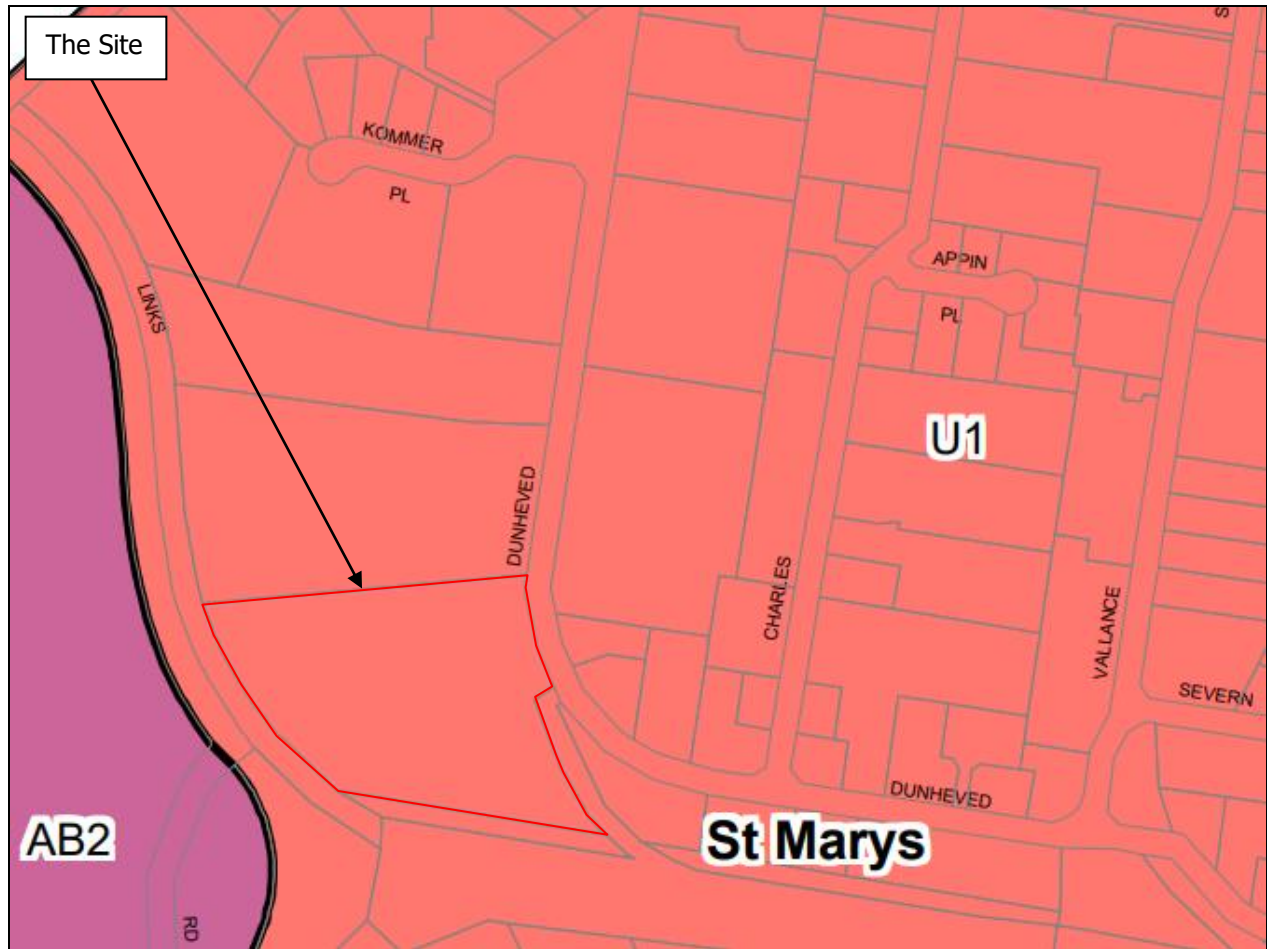 The Site
S
KOMMER
PL
APPIN
PL
LINKS
U1
DUNHEVED
CHARLES
VALLANCE
SEVERN
DUNHEVED
St Marys
AB2
RD